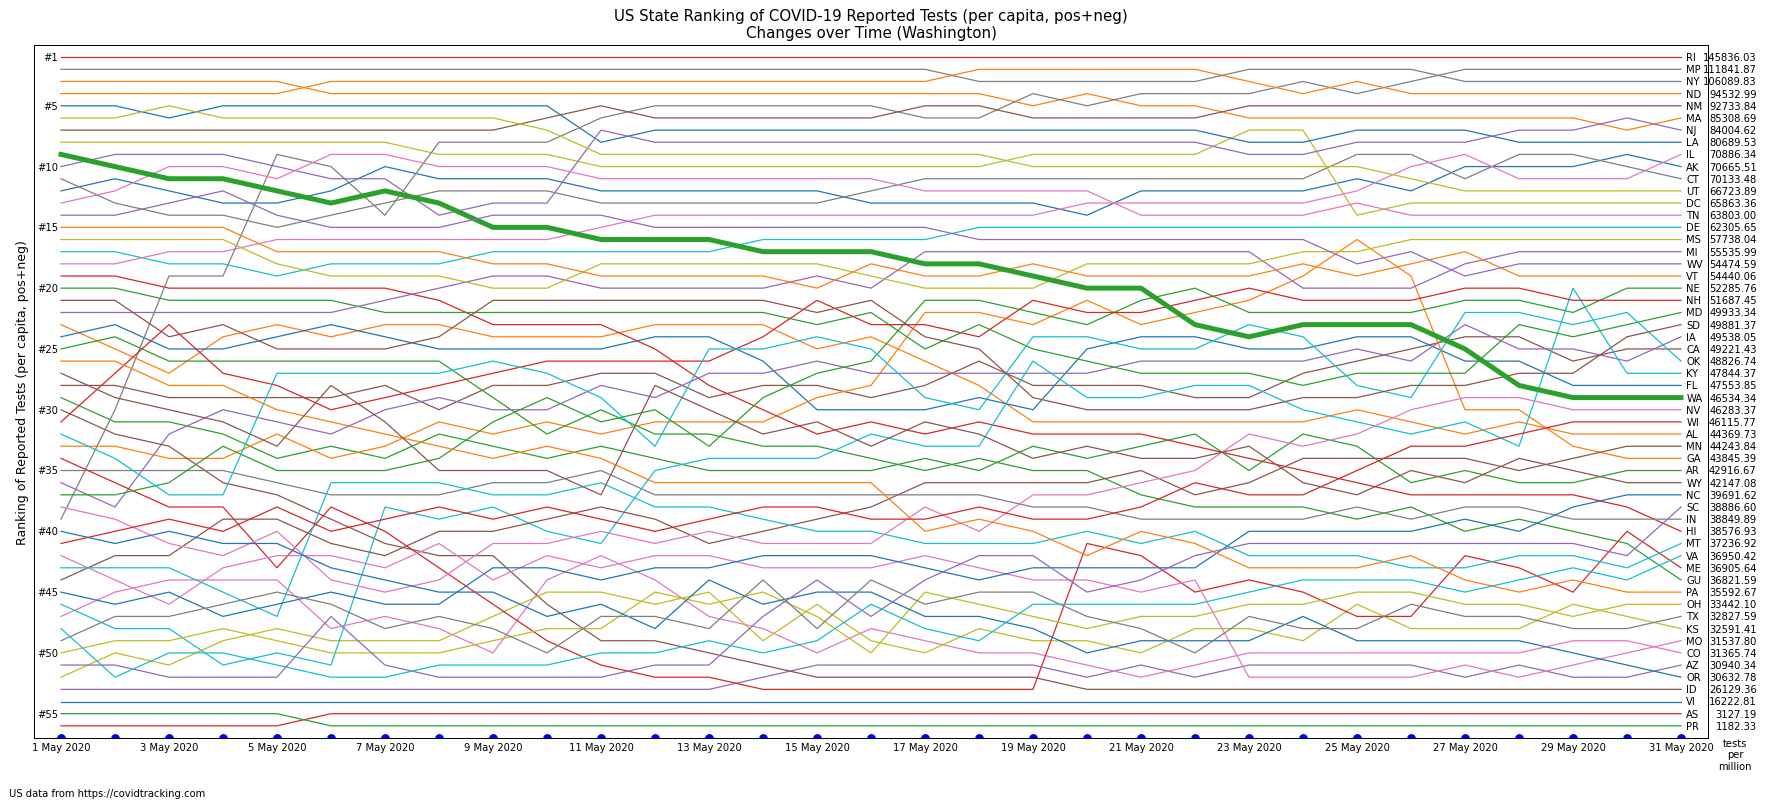 US State Ranking of COVID-19 Reported Tests (per capita, pos+neg)
Changes over Time (Washington)
Ranking of Reported Tests (per capita, pos+neg)
#1
#5
#10
#15
#20
#25
#30
#35
#40
#45
#50
#55
RI 145836.03
MP 111841.87
NY 106089.83
ND 94532.99
NM 92733.84
MA 85308.69
NJ 84004.62
LA 80689.53
IL 70886.34
AK 70665.51
CT 70133.48
UT 66723.89
DC 65863.36
TN 63803.00
DE 62305.65
MS 57738.04
MI 55535.99
WV 54474.59
VT 54440.06
NE 52285.76
NH 51687.45
MD 49933.34
SD 49881.37
IA 49538.05
CA 49221.43
OK 48826.74
KY 47844.37
FL 47553.85
WA 46534.34
NV 46283.37
WI 46115.77
AL 44369.73
MN 44243.84
GA 43845.39
AR 42916.67
WY 42147.08
NC 39691.62
SC 38886.60
IN 38849.89
HI 38576.93
MT 37236.92
VA 36950.42
ME 36905.64
GU 36821.59
PA 35592.67
OH 33442.10
TX 32827.59
KS 32591.41
MO 31537.80
CO 31365.74
AZ 30940.34
OR 30632.78
ID 26129.36
VI 16222.81
AS 3127.19
PR 1182.33
1 May 2020 3 May 2020 5 May 2020 7 May 2020 9 May 2020 11 May 2020 13 May 2020 15 May 2020 17 May 2020 19 May 2020 21 May 2020 23 May 2020 25 May 2020 27 May 2020 29 May 2020 31 May 2020
tests
per
million
US data from https://covidtracking.com